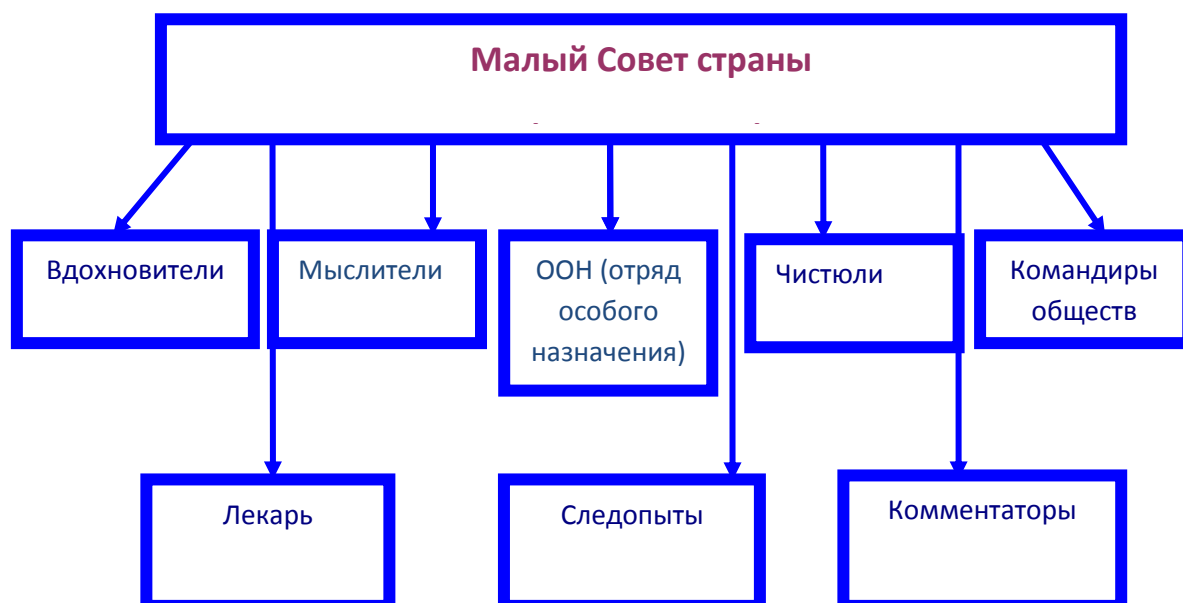 Малый Совет страны
Вдохновители
Мыслители
ООН (отряд
особого
назначения)
Чистюли
Командиры
обществ
Лекарь
Следопыты
Комментаторы